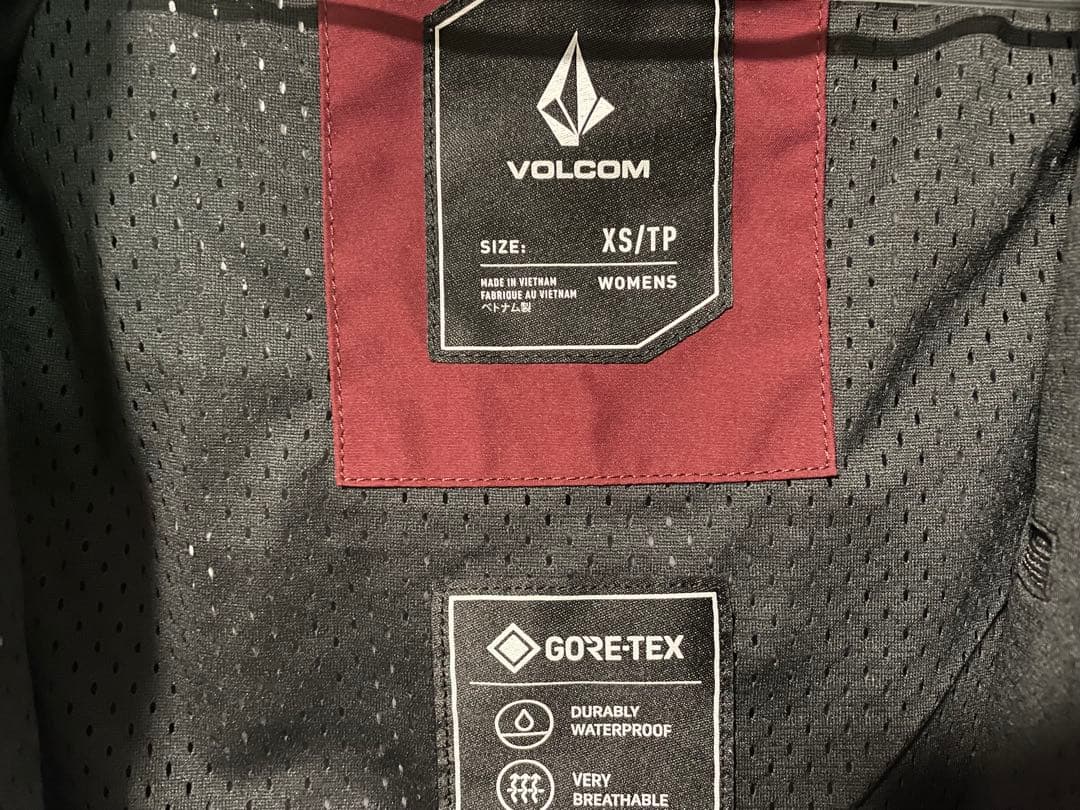 VOLCOM
SIZE: XS/TP
MADE IN VIETNAM
FABRIQUE AU VIETNAM
ベトナム製
WOMENS
GORE-TEX
DURABLY
WATERPROOF
VERY
BREATHABLE